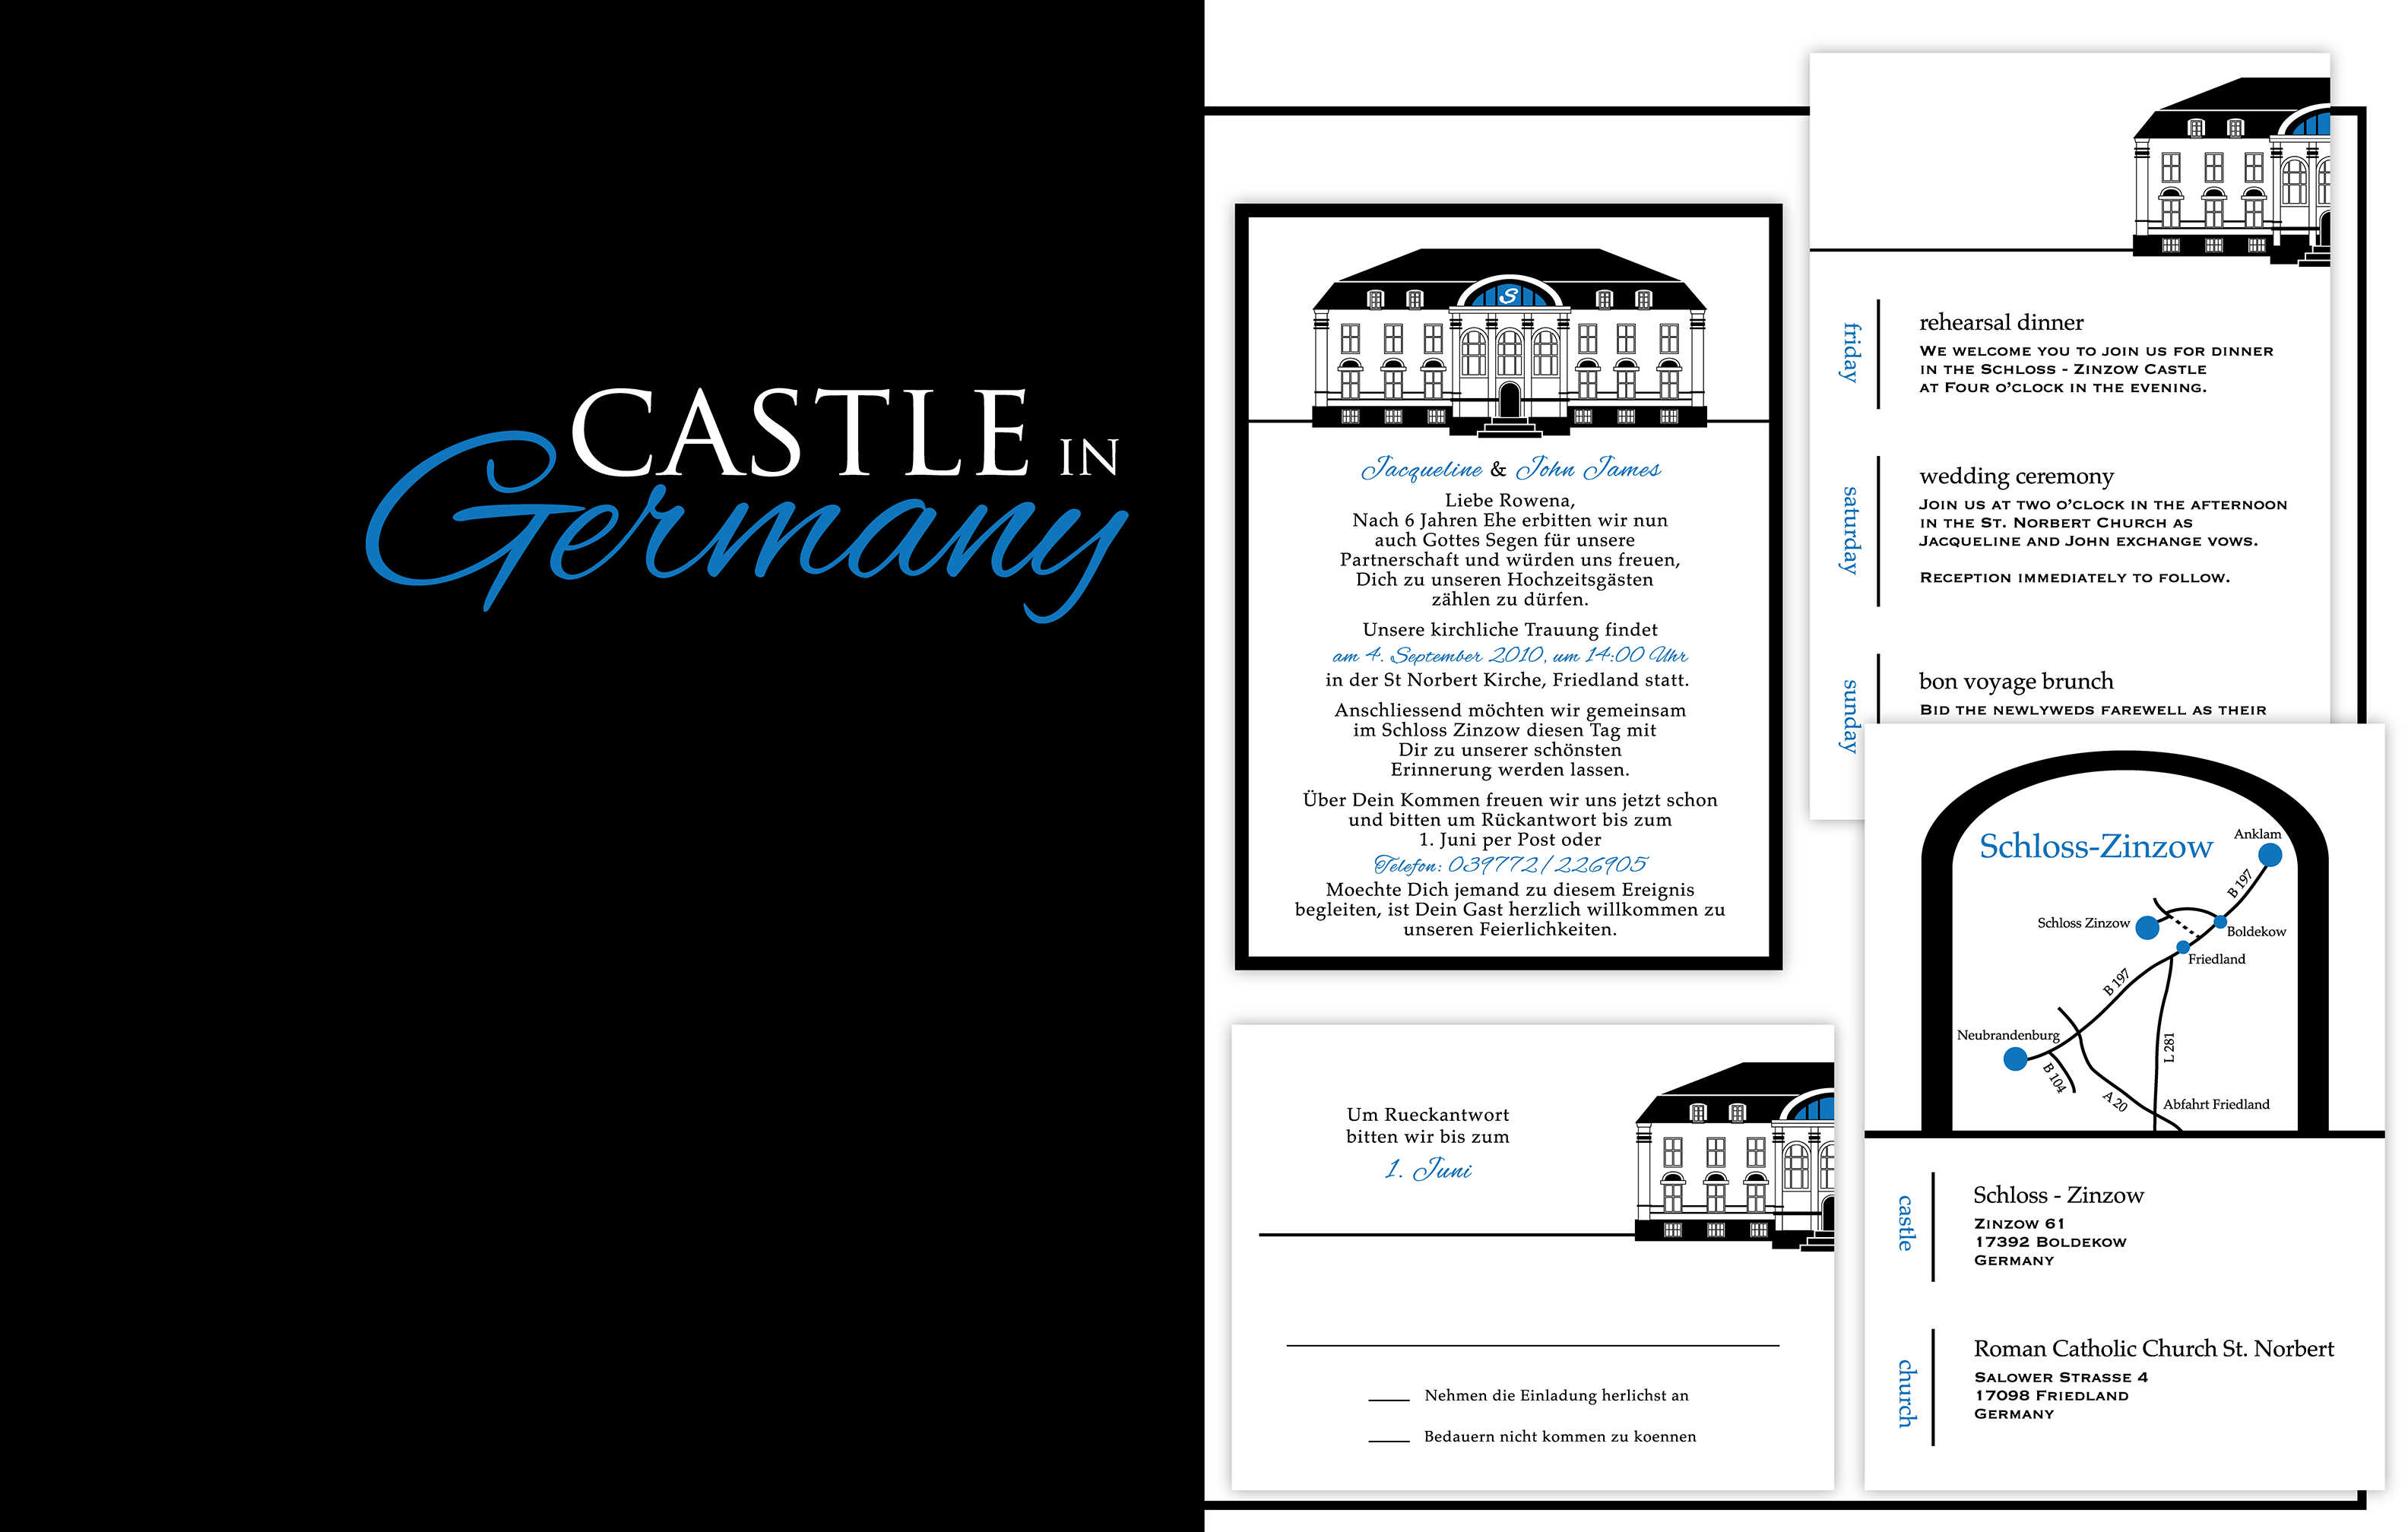 CASTLE IN
Germany
S
Jacqueline & John James
Liebe Rowena,
Nach 6 Jahren Ehe erbitten wir nun
auch Gottes Segen für unsere
Partnerschaft und würden uns freuen,
Dich zu unseren Hochzeitsgästen
zählen zu dürfen.
Unsere kirchliche Trauung findet
am 4. September 2010, um 14:00 Uhr
in der St Norbert Kirche, Friedland statt.
Anschliessend möchten wir gemeinsam
im Schloss Zinzow diesen Tag mit
Dir zu unserer schönsten
Erinnerung werden lassen.
Über Dein Kommen freuen wir uns jetzt schon
und bitten um Rückantwort bis zum
1. Juni per Post oder
Telefon: 039772/226905
Moechte Dich jemand zu diesem Ereignis
begleiten, ist Dein Gast herzlich willkommen zu
unseren Feierlichkeiten.
Um Rueckantwort
bitten wir bis zum
1. Juni
Nehmen die Einladung herlichst an
Bedauern nicht kommen zu koennen
friday
rehearsal dinner
WE WELCOME YOU TO JOIN US FOR DINNER
IN THE SCHLOSS - ZINZOW CASTLE
AT FOUR O'CLOCK IN THE EVENING.
saturday
wedding ceremony
JOIN US AT TWO O'CLOCK IN THE AFTERNOON
IN THE ST. NORBERT CHURCH AS
JACQUELINE AND JOHN EXCHANGE VOWS.
RECEPTION IMMEDIATELY TO FOLLOW.
sunday
bon voyage brunch
BID THE NEWLYWEDS FAREWELL AS THEIR
Schloss-Zinzow
Anklam
B 197
Schloss Zinzow
Boldekow
Friedland
B 197
Neubrandenburg
L 281
B 104
A 20
Abfahrt Friedland
castle
Schloss - Zinzow
ZINZOW 61
17392 BOLDEKOW
GERMANY
church
Roman Catholic Church St. Norbert
SALOWER STRASSE 4
17098 FRIEDLAND
GERMANY